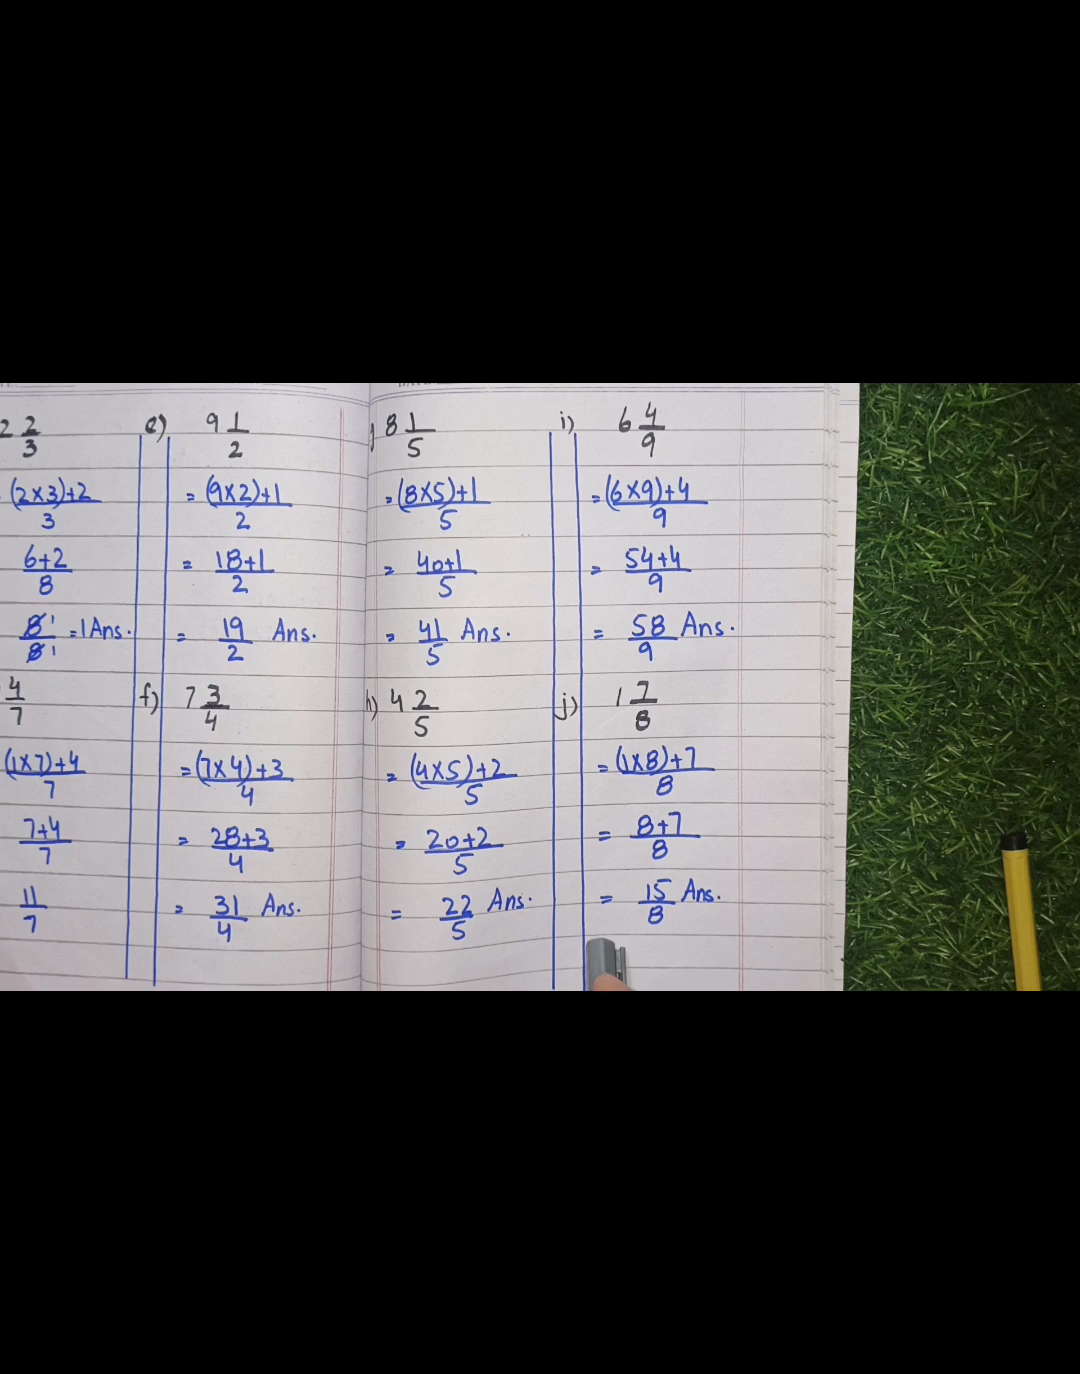 2 2/3
= (2×3)+2/3
6+2/8
8/8 = 1 Ans.
4/7
(1×7)+4/7
7+4/7
11/7
e) 9 1/2
= (9×2)+1/2
= 18+1/2
= 19/2 Ans.
f) 7 3/4
= (7×4)+3/4
= 28+3/4
= 31/4 Ans.
8 1/5
= (8×5)+1/5
= 40+1/5
= 41/5 Ans.
h) 4 2/5
= (4×5)+2/5
= 20+2/5
= 22/5 Ans.
i) 6 4/9
= (6×9)+4/9
= 54+4/9
= 58/9 Ans.
j) 1 7/8
= (1×8)+7/8
= 8+7/8
= 15/8 Ans.